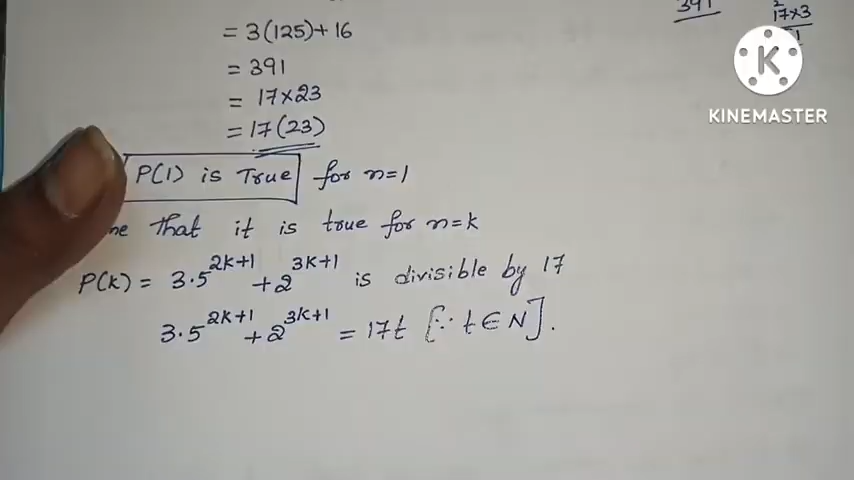 = 3(125)+ 16
= 391
= 17×23
= 17(23)
P(1) is True for n=1
That it is true for n=k
P(k) = 3·5^{2k+1} + 2^{3k+1} is divisible by 17
3·5^{2k+1} + 2^{3k+1} = 17t [∵ t ∈ N].
391
17×3
K
KINEMASTER